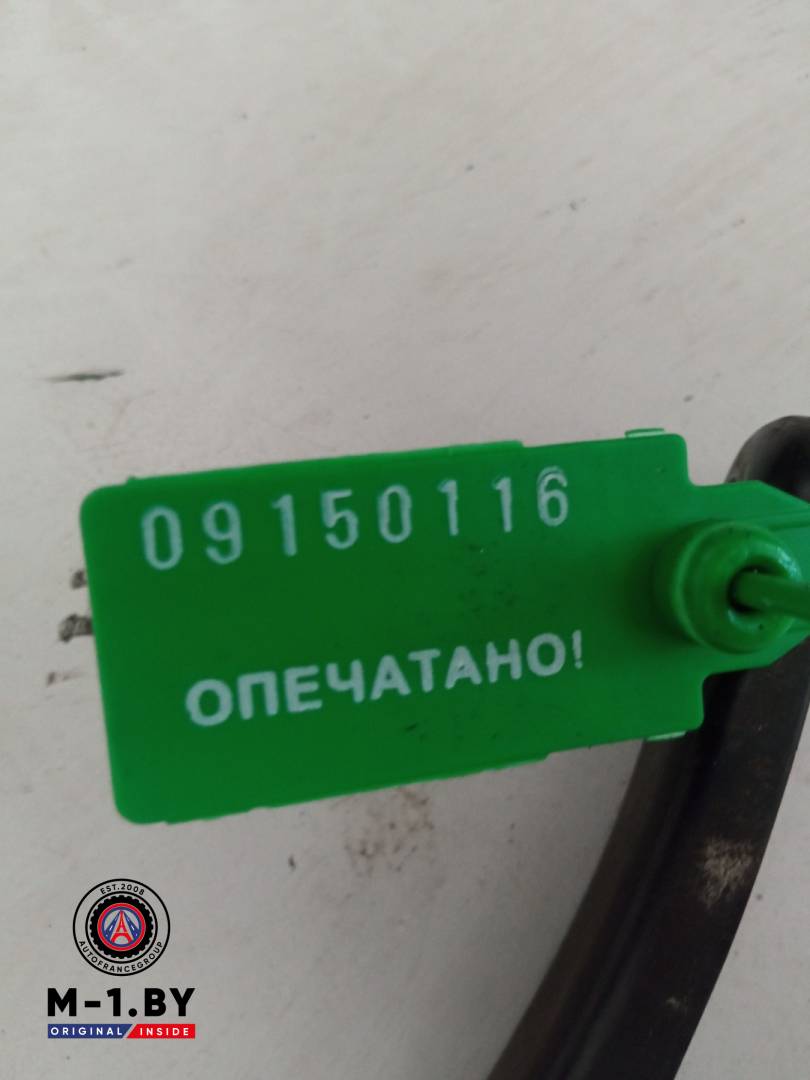 09150116
ОПЕЧАТАНО!
EST.2008
AUTOFRANCEGROUP
M-1.BY
ORIGINAL INSIDE